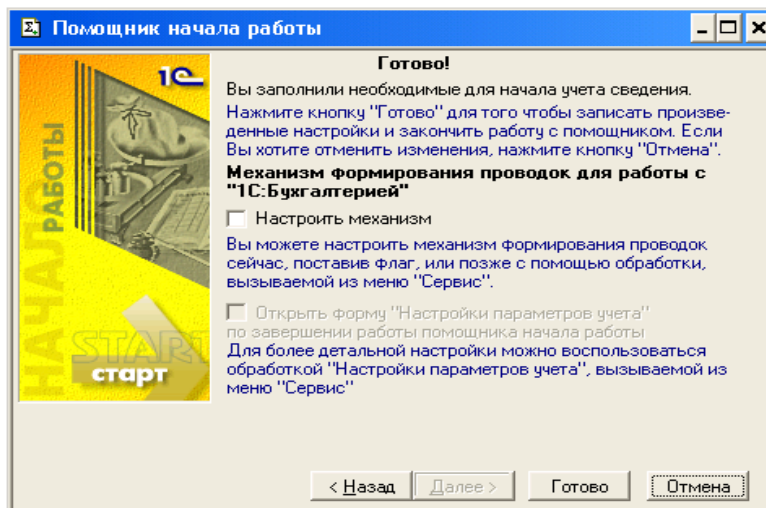 Помощник начала работы
1С
НАЧАЛО
РАБОТЫ
START
старт
Готово!
Вы заполнили необходимые для начала учета сведения.
Нажмите кнопку "Готово" для того чтобы записать произве-
денные настройки и закончить работу с помощником. Если
Вы хотите отменить изменения, нажмите кнопку "Отмена".
Механизм формирования проводок для работы с
"1С:Бухгалтерией"
Настроить механизм
Вы можете настроить механизм формирования проводок
сейчас, поставив флаг, или позже с помощью обработки,
вызываемой из меню "Сервис".
Открыть форму "Настройки параметров учета"
по завершении работы помощника начала работы
Для более детальной настройки можно воспользоваться
обработкой "Настройки параметров учета", вызываемой из
меню "Сервис"
< Назад Далее > Готово Отмена